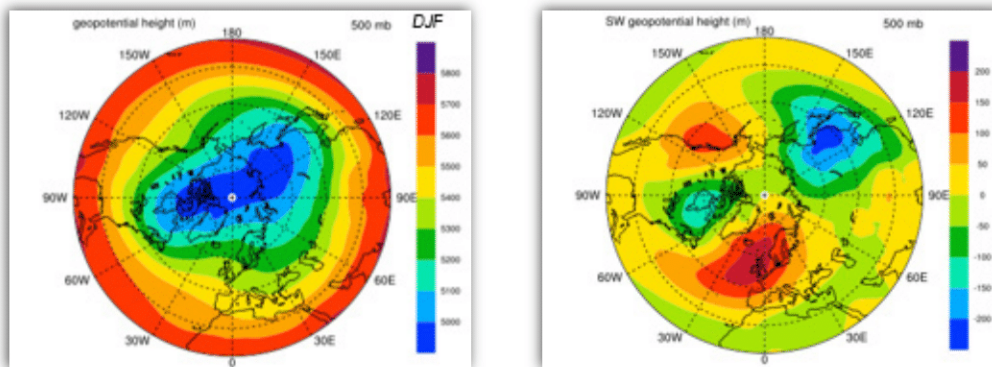 geopotential height (m)
500 mb
DJF
180
150W
150E
120W
120E
90W
90E
60W
60E
30W
30E
0
5800
5700
5600
5500
5400
5300
5200
5100
5000
SW geopotential height (m)
500 mb
180
150W
150E
120W
120E
90W
90E
60W
60E
30W
30E
0
200
150
100
50
0
-50
-100
-150
-200